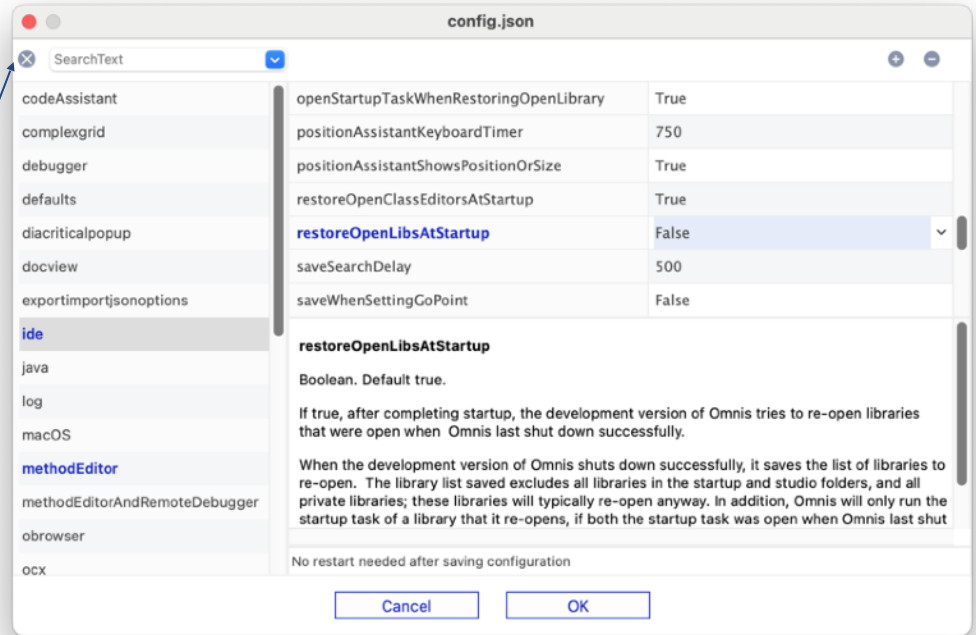 config.json
SearchText
codeAssistant
complexgrid
debugger
defaults
diacriticalpopup
docview
exportimportjsonoptions
ide
java
log
macOS
methodEditor
methodEditorAndRemoteDebugger
obrowser
ocx
openStartupTaskWhenRestoringOpenLibrary True
positionAssistantKeyboardTimer 750
positionAssistantShowsPositionOrSize True
restoreOpenClassEditorsAtStartup True
restoreOpenLibsAtStartup False
saveSearchDelay 500
saveWhenSettingGoPoint False
restoreOpenLibsAtStartup
Boolean. Default true.
If true, after completing startup, the development version of Omnis tries to re-open libraries
that were open when Omnis last shut down successfully.
When the development version of Omnis shuts down successfully, it saves the list of libraries to
re-open. The library list saved excludes all libraries in the startup and studio folders, and all
private libraries; these libraries will typically re-open anyway. In addition, Omnis will only run the
startup task of a library that it re-opens, if both the startup task was open when Omnis last shut
No restart needed after saving configuration
Cancel OK